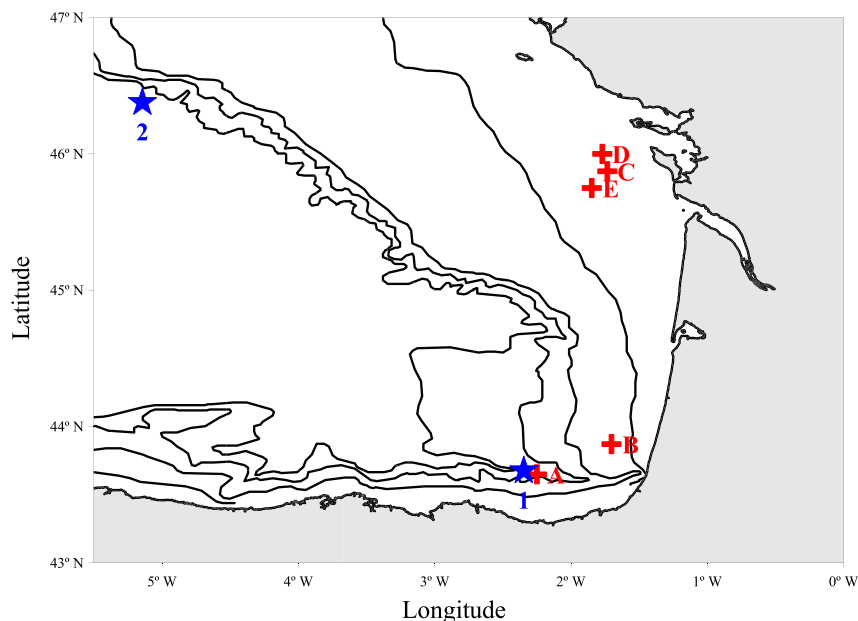 47º N
46º N
45º N
44º N
43º N
5º W
4º W
3º W
2º W
1º W
0º W
Latitude
Longitude
2
D
C
E
B
A
1